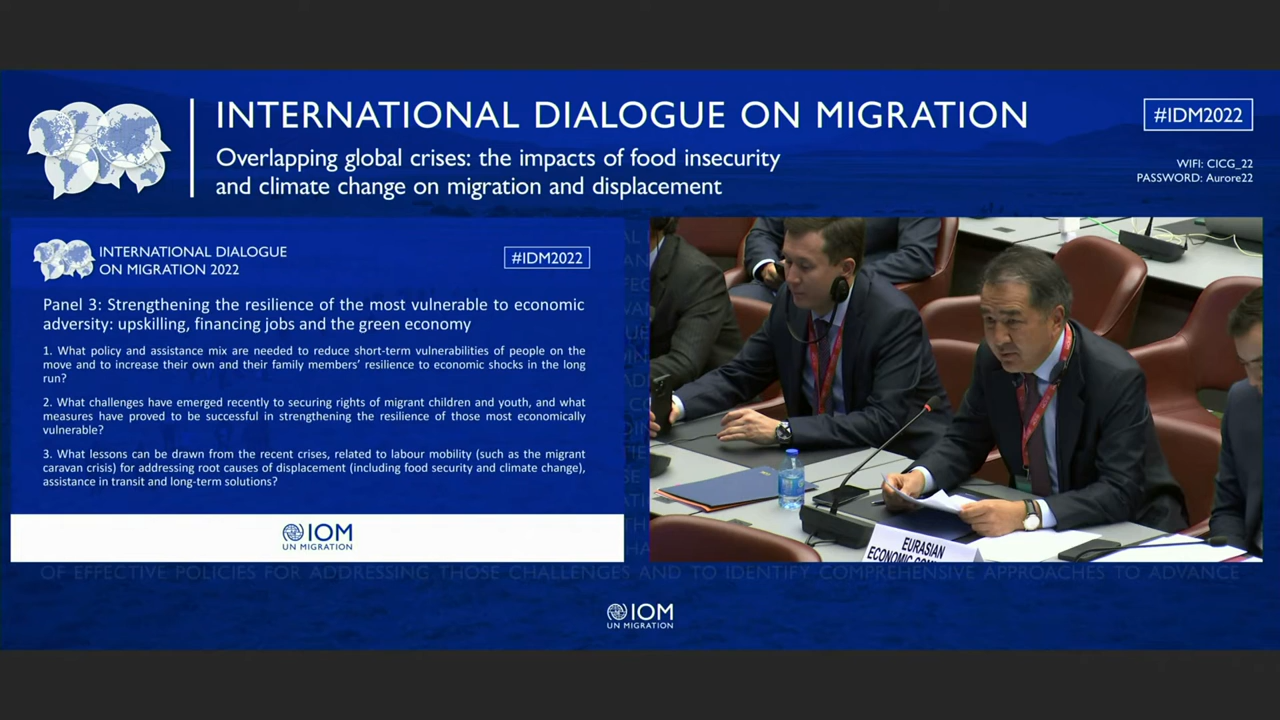 INTERNATIONAL DIALOGUE ON MIGRATION
Overlapping global crises: the impacts of food insecurity
and climate change on migration and displacement
#IDM2022
WIFI: CICG_22
PASSWORD: Aurore22
INTERNATIONAL DIALOGUE
ON MIGRATION 2022
#IDM2022
Panel 3: Strengthening the resilience of the most vulnerable to economic
adversity: upskilling, financing jobs and the green economy
1. What policy and assistance mix are needed to reduce short-term vulnerabilities of people on the
move and to increase their own and their family members' resilience to economic shocks in the long
run?
2. What challenges have emerged recently to securing rights of migrant children and youth, and what
measures have proved to be successful in strengthening the resilience of those most economically
vulnerable?
3. What lessons can be drawn from the recent crises, related to labour mobility (such as the migrant
caravan crisis) for addressing root causes of displacement (including food security and climate change),
assistance in transit and long-term solutions?
IOM
UN MIGRATION
EURASIAN
ECONOMIC
OF EFFECTIVE POLICIES FOR ADDRESSING THOSE CHALLENGES AND TO IDENTIFY COMPREHENSIVE APPROACHES TO ADVANCE
IOM
UN MIGRATION